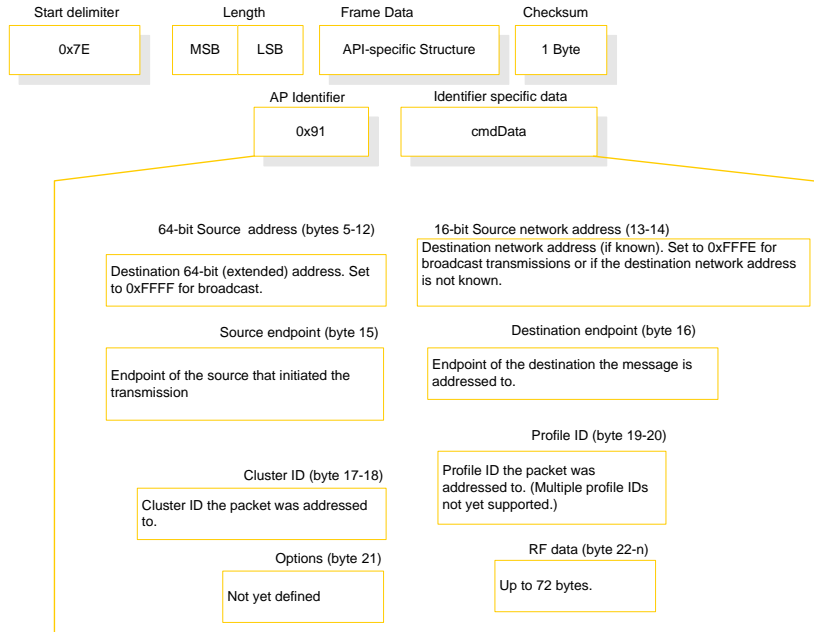 Start delimiter Length Frame Data Checksum
0x7E MSB LSB API-specific Structure 1 Byte
AP Identifier Identifier specific data
0x91 cmdData
64-bit Source address (bytes 5-12)
Destination 64-bit (extended) address. Set
to 0xFFFF for broadcast.
16-bit Source network address (13-14)
Destination network address (if known). Set to 0xFFFE for
broadcast transmissions or if the destination network address
is not known.
Source endpoint (byte 15)
Endpoint of the source that initiated the
transmission
Destination endpoint (byte 16)
Endpoint of the destination the message is
addressed to.
Cluster ID (byte 17-18)
Cluster ID the packet was addressed
to.
Profile ID (byte 19-20)
Profile ID the packet was
addressed to. (Multiple profile IDs
not yet supported.)
Options (byte 21)
Not yet defined
RF data (byte 22-n)
Up to 72 bytes.